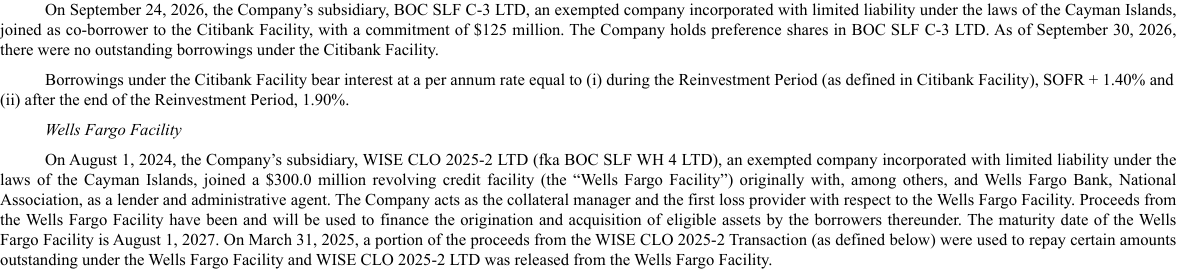 On September 24, 2026, the Company's subsidiary, BOC SLF C-3 LTD, an exempted company incorporated with limited liability under the laws of the Cayman Islands,
joined as co-borrower to the Citibank Facility, with a commitment of $125 million. The Company holds preference shares in BOC SLF C-3 LTD. As of September 30, 2026,
there were no outstanding borrowings under the Citibank Facility.
Borrowings under the Citibank Facility bear interest at a per annum rate equal to (i) during the Reinvestment Period (as defined in Citibank Facility), SOFR + 1.40% and
(ii) after the end of the Reinvestment Period, 1.90%.
Wells Fargo Facility
On August 1, 2024, the Company's subsidiary, WISE CLO 2025-2 LTD (fka BOC SLF WH 4 LTD), an exempted company incorporated with limited liability under the
laws of the Cayman Islands, joined a $300.0 million revolving credit facility (the “Wells Fargo Facility”) originally with, among others, and Wells Fargo Bank, National
Association, as a lender and administrative agent. The Company acts as the collateral manager and the first loss provider with respect to the Wells Fargo Facility. Proceeds from
the Wells Fargo Facility have been and will be used to finance the origination and acquisition of eligible assets by the borrowers thereunder. The maturity date of the Wells
Fargo Facility is August 1, 2027. On March 31, 2025, a portion of the proceeds from the WISE CLO 2025-2 Transaction (as defined below) were used to repay certain amounts
outstanding under the Wells Fargo Facility and WISE CLO 2025-2 LTD was released from the Wells Fargo Facility.